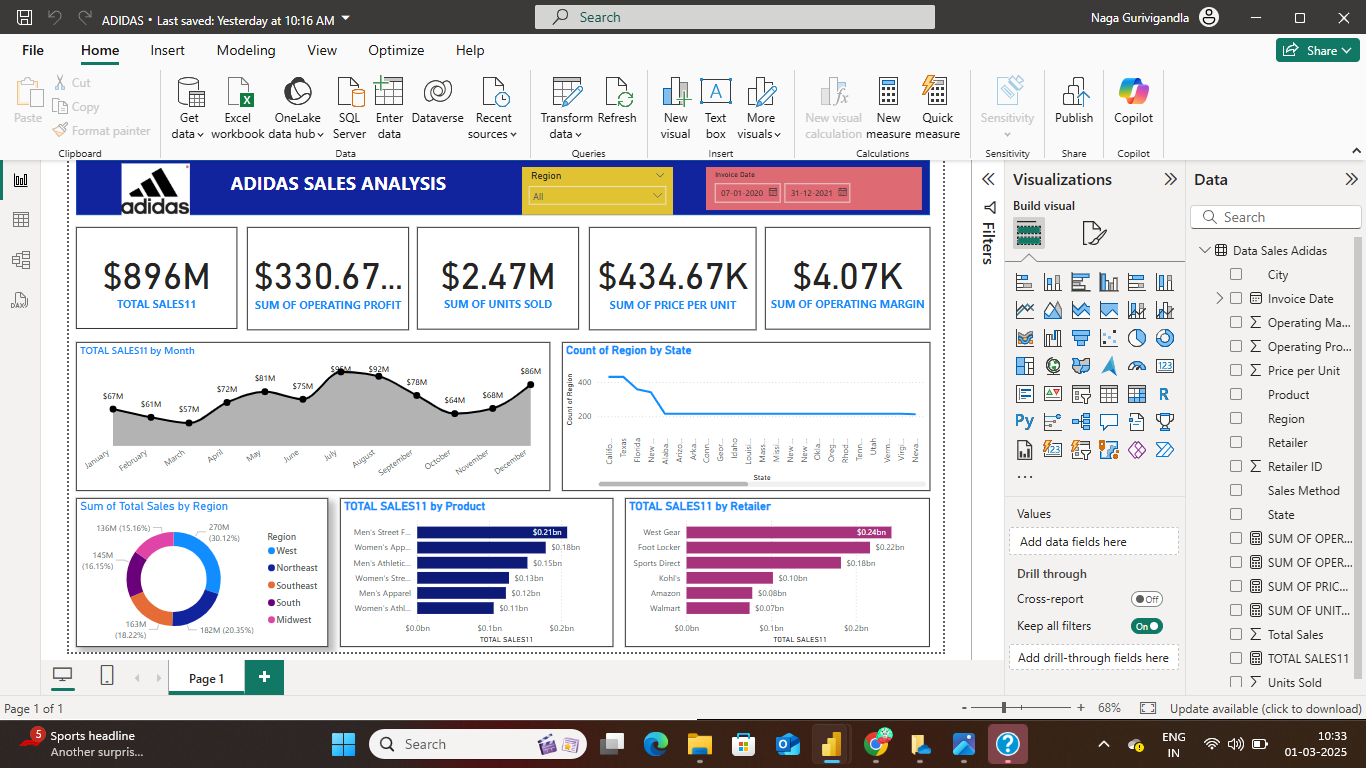 ADIDAS • Last saved: Yesterday at 10:16 AM
Search
Naga Gurivigandla
File Home Insert Modeling View Optimize Help
Share
Paste
Cut
Copy
Format painter
Get data
Excel workbook
OneLake data hub
SQL Server
Enter data
Dataverse
Recent sources
Transform data
Refresh
New visual
Text box
More visuals
New visual calculation
New measure
Quick measure
Sensitivity
Publish
Copilot
Clipboard
Data
Queries
Insert
Calculations
Sensitivity
Share
Copilot
adidas
ADIDAS SALES ANALYSIS
Region
All
Invoice Date
07-01-2020
31-12-2021
$896M
TOTAL SALES11
$330.67...
SUM OF OPERATING PROFIT
$2.47M
SUM OF UNITS SOLD
$434.67K
SUM OF PRICE PER UNIT
$4.07K
SUM OF OPERATING MARGIN
TOTAL SALES11 by Month
$67M
$61M
$57M
$72M
$81M
$75M
$95M
$92M
$78M
$64M
$68M
$86M
January
February
March
April
May
June
July
August
September
October
November
December
Count of Region by State
Count of Region
400
200
Califo...
Texas
Florida
New ...
Alaba...
Arizo...
Arka...
Conn...
Geor...
Idaho
Louisi...
Mass...
Missi...
New ...
New ...
Okla...
Oreg...
Rhod...
Tenn...
Utah
Verm...
Virg...
Neva...
State
Sum of Total Sales by Region
136M (15.16%)
270M
(30.12%)
145M
(16.15%)
163M
(18.22%)
182M (20.35%)
Region
West
Northeast
Southeast
South
Midwest
TOTAL SALES11 by Product
Men's Street F... $0.21bn
Women's App... $0.18bn
Men's Athletic... $0.15bn
Women's Stre... $0.13bn
Men's Apparel $0.12bn
Women's Athl... $0.11bn
$0.0bn $0.1bn $0.2bn
TOTAL SALES11
TOTAL SALES11 by Retailer
West Gear $0.24bn
Foot Locker $0.22bn
Sports Direct $0.18bn
Kohl's $0.10bn
Amazon $0.08bn
Walmart $0.07bn
$0.0bn $0.1bn $0.2bn
TOTAL SALES11
Filters
Visualizations
Build visual
R
Py
123
Values
Add data fields here
Drill through
Cross-report
Off
Keep all filters
On
Add drill-through fields here
Data
Search
Data Sales Adidas
City
Invoice Date
Operating Ma...
Operating Pro...
Price per Unit
Product
Region
Retailer
Retailer ID
Sales Method
State
SUM OF OPER...
SUM OF OPER...
SUM OF PRIC...
SUM OF UNIT...
Total Sales
TOTAL SALES11
Units Sold
Page 1
Page 1 of 1
68%
Update available (click to download)
5
Sports headline
Another surpris...
Search
ENG
IN
10:33
01-03-2025